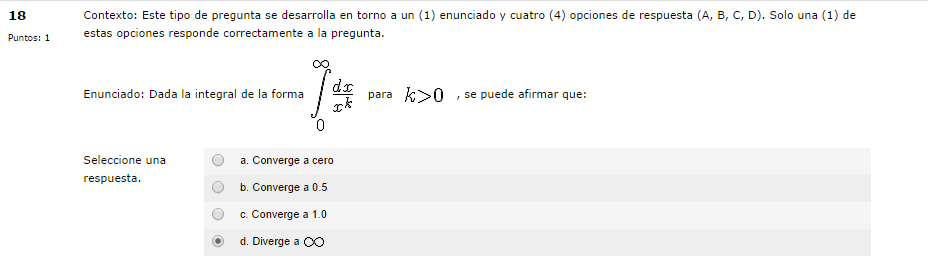 18
Puntos: 1
Contexto: Este tipo de pregunta se desarrolla en torno a un (1) enunciado y cuatro (4) opciones de respuesta (A, B, C, D). Solo una (1) de
estas opciones responde correctamente a la pregunta.
Enunciado: Dada la integral de la forma ∫₀^∞ dx/x^k para k>0 , se puede afirmar que:
Seleccione una
respuesta.
a. Converge a cero
b. Converge a 0.5
c. Converge a 1.0
d. Diverge a ∞